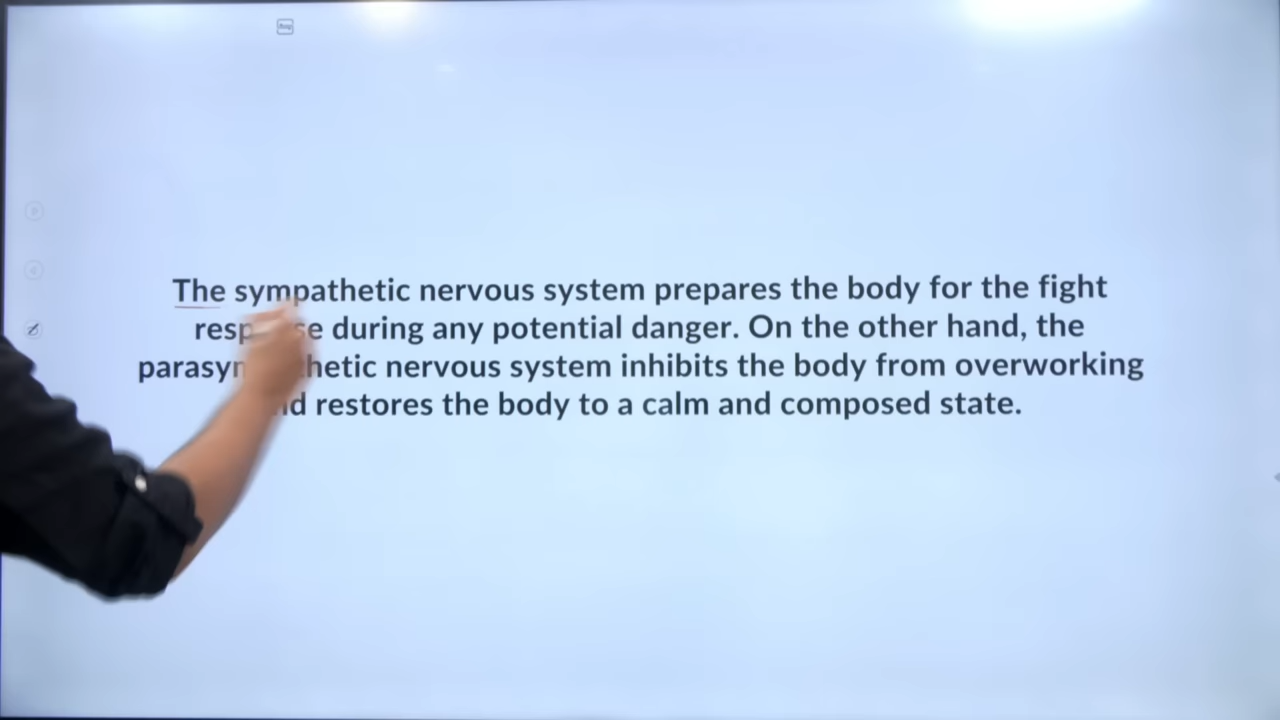 The sympathetic nervous system prepares the body for the fight
response during any potential danger. On the other hand, the
parasympathetic nervous system inhibits the body from overworking
and restores the body to a calm and composed state.